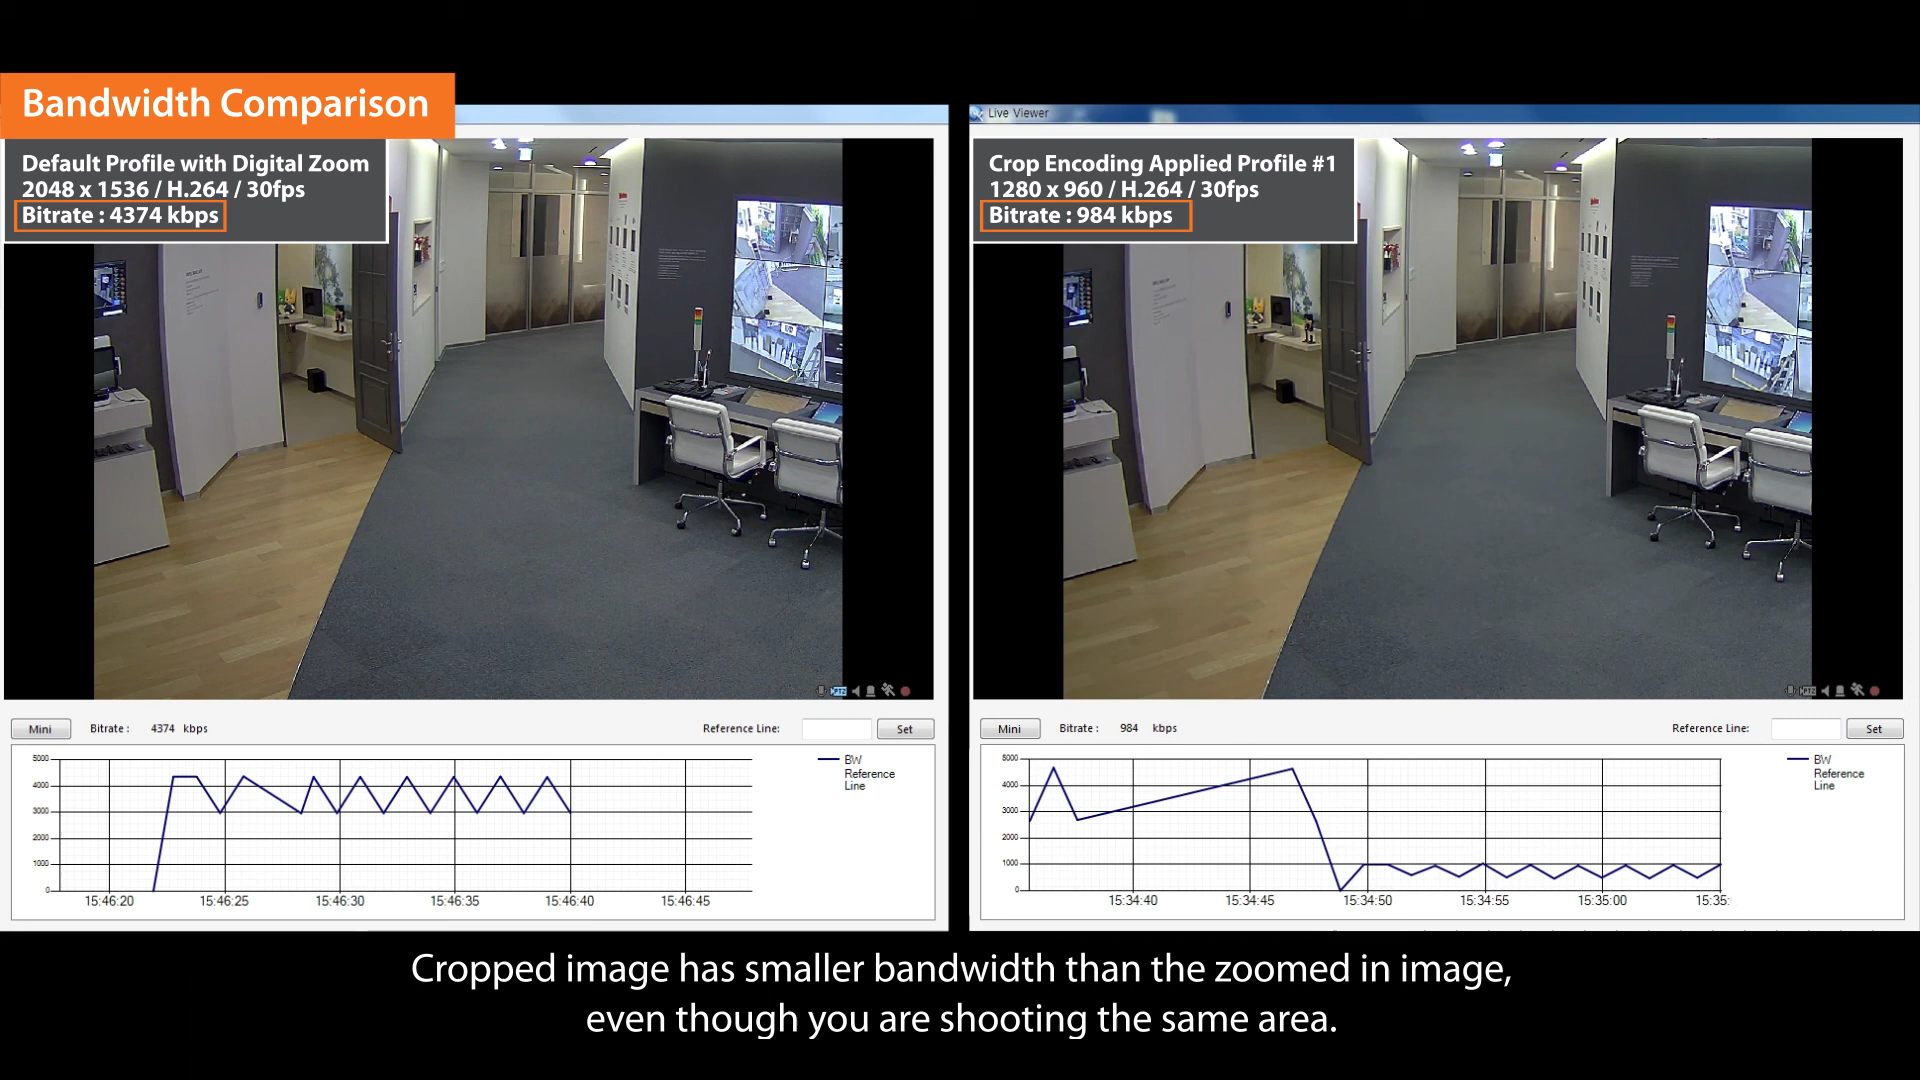 Bandwidth Comparison
Default Profile with Digital Zoom
2048 x 1536 / H.264 / 30fps
Bitrate : 4374 kbps
Live Viewer
Crop Encoding Applied Profile #1
1280 x 960 / H.264 / 30fps
Bitrate : 984 kbps
PTZ
PTZ
Mini
Bitrate : 4374 kbps
Reference Line:
Set
5000
4000
3000
2000
1000
0
15:46:20 15:46:25 15:46:30 15:46:35 15:46:40 15:46:45
BW
Reference
Line
Mini
Bitrate : 984 kbps
Reference Line:
Set
5000
4000
3000
2000
1000
0
15:34:40 15:34:45 15:34:50 15:34:55 15:35:00 15:35:
BW
Reference
Line
Cropped image has smaller bandwidth than the zoomed in image,
even though you are shooting the same area.